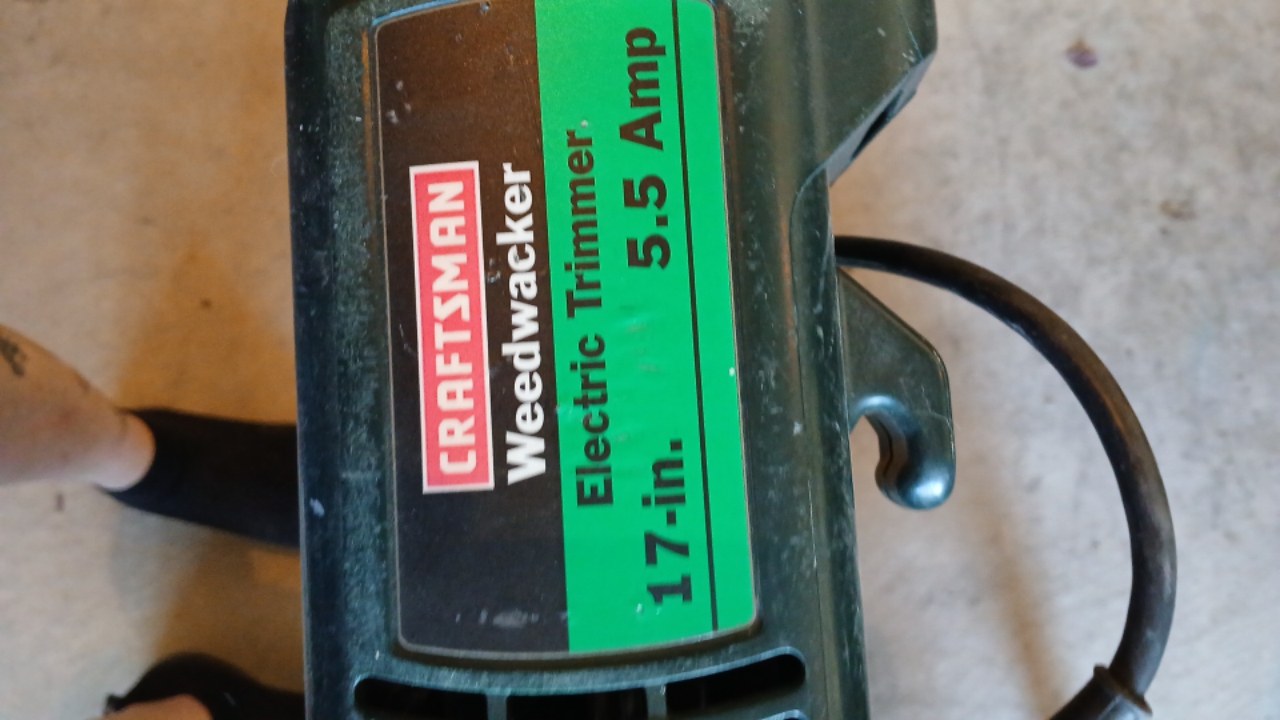 CRAFTSMAN
Weedwacker
Electric Trimmer
17-in. 5.5 Amp